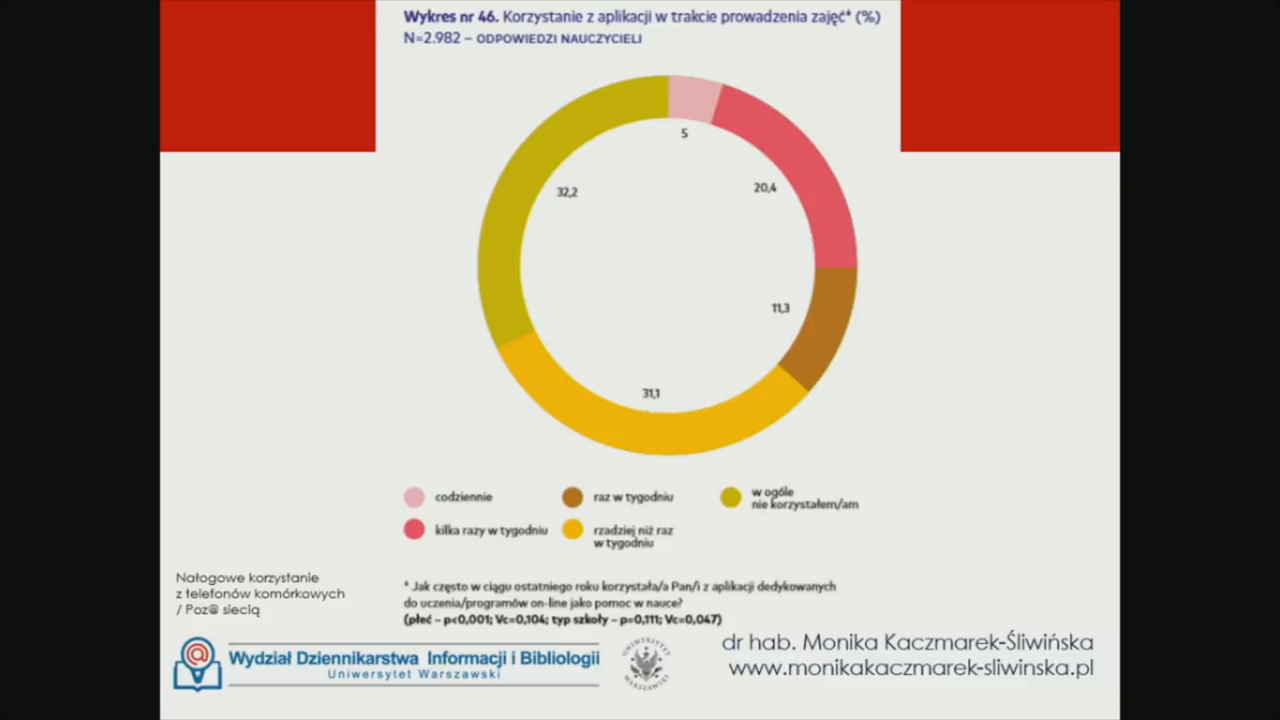 Wykres nr 46. Korzystanie z aplikacji w trakcie prowadzenia zajęć* (%)
N=2.982 – ODPOWIEDZI NAUCZYCIELI
5
32,2
20,4
11,3
31,1
codziennie
raz w tygodniu
w ogóle
nie korzystałem/am
kilka razy w tygodniu
rzadziej niż raz
w tygodniu
* Jak często w ciągu ostatniego roku korzystała/a Pan/i z aplikacji dedykowanych
do uczenia/programów on-line jako pomoc w nauce?
(płeć – p<0,001; Vc=0,104; typ szkoły – p=0,111; Vc=0,047)
Nałogowe korzystanie
z telefonów komórkowych
/ Poz@ siecią
Wydział Dziennikarstwa Informacji i Bibliologii
Uniwersytet Warszawski
UNIWERSYTET
WARSZAWSKI
dr hab. Monika Kaczmarek-Śliwińska
www.monikakaczmarek-sliwinska.pl